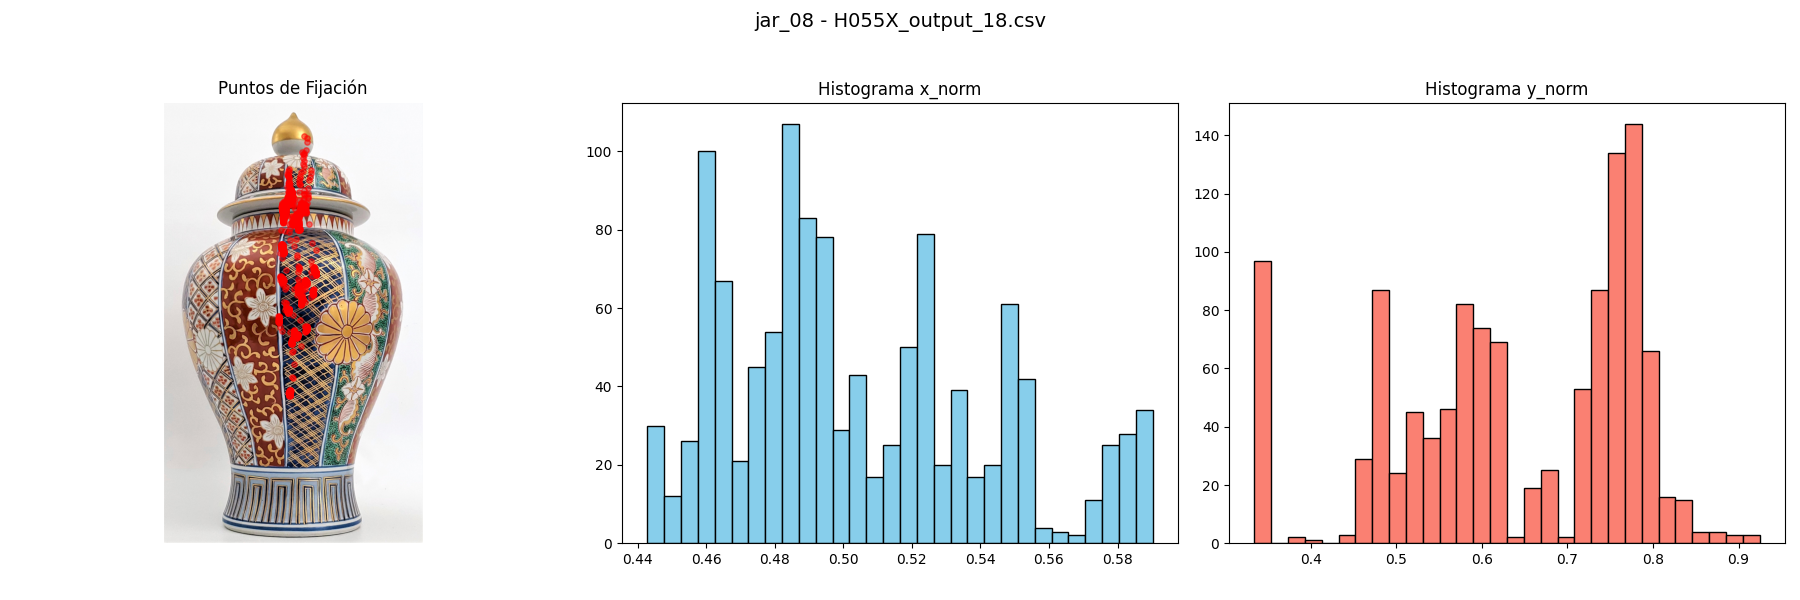 jar_08 - H055X_output_18.csv
Puntos de Fijación
Histograma x_norm
100
80
60
40
20
0
0.44 0.46 0.48 0.50 0.52 0.54 0.56 0.58
Histograma y_norm
140
120
100
80
60
40
20
0
0.4 0.5 0.6 0.7 0.8 0.9